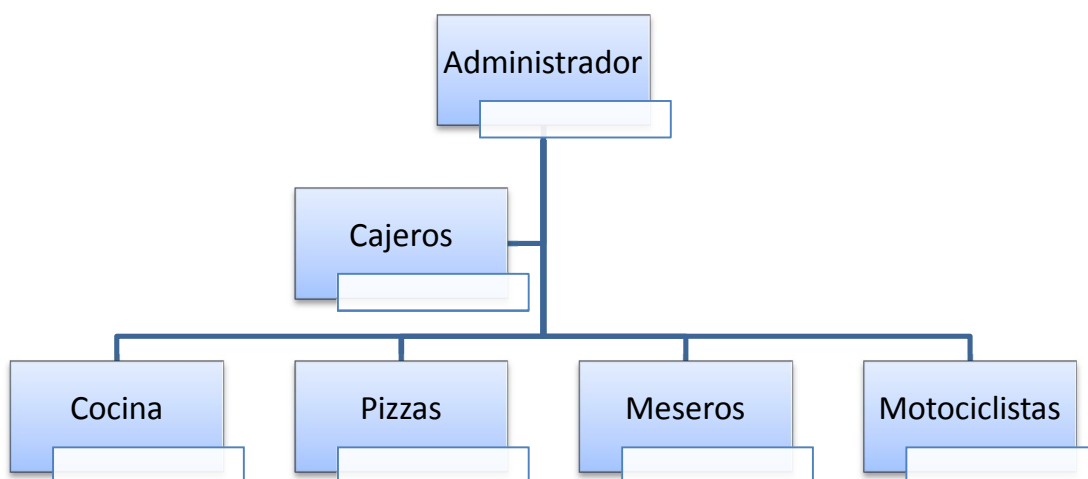 Administrador
Cajeros
Cocina
Pizzas
Meseros
Motociclistas